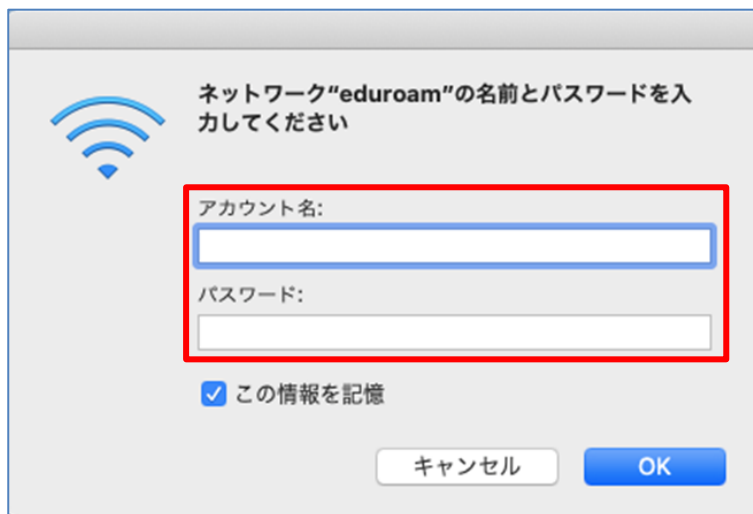 ネットワーク“eduroam”の名前とパスワードを入
力してください
アカウント名:
パスワード:
この情報を記憶
キャンセル
OK